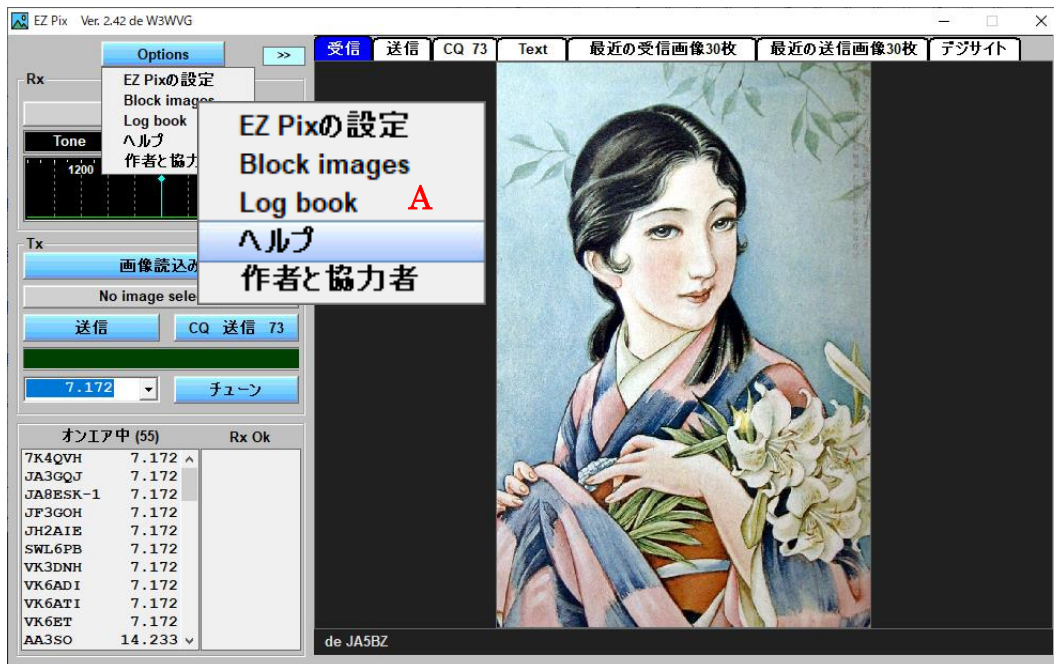 EZ Pix Ver. 2.42 de W3WVG
Options
>>
受信
送信
CQ 73
Text
最近の受信画像30枚
最近の送信画像30枚
デジサイト
EZ Pixの設定
Block images
Log book
ヘルプ
作者と協力
EZ Pixの設定
Block images
Log book
A
ヘルプ
作者と協力者
Rx
Tone
1200
Tx
画像読込み
No image sele
送信
CQ 送信 73
7.172
チューン
オンエア中 (55)
Rx Ok
7K4QVH 7.172
JA3GQJ 7.172
JA8ESK-1 7.172
JF3GOH 7.172
JH2AIE 7.172
SWL6PB 7.172
VK3DNH 7.172
VK6ADI 7.172
VK6ATI 7.172
VK6ET 7.172
AA3SO 14.233
de JA5BZ